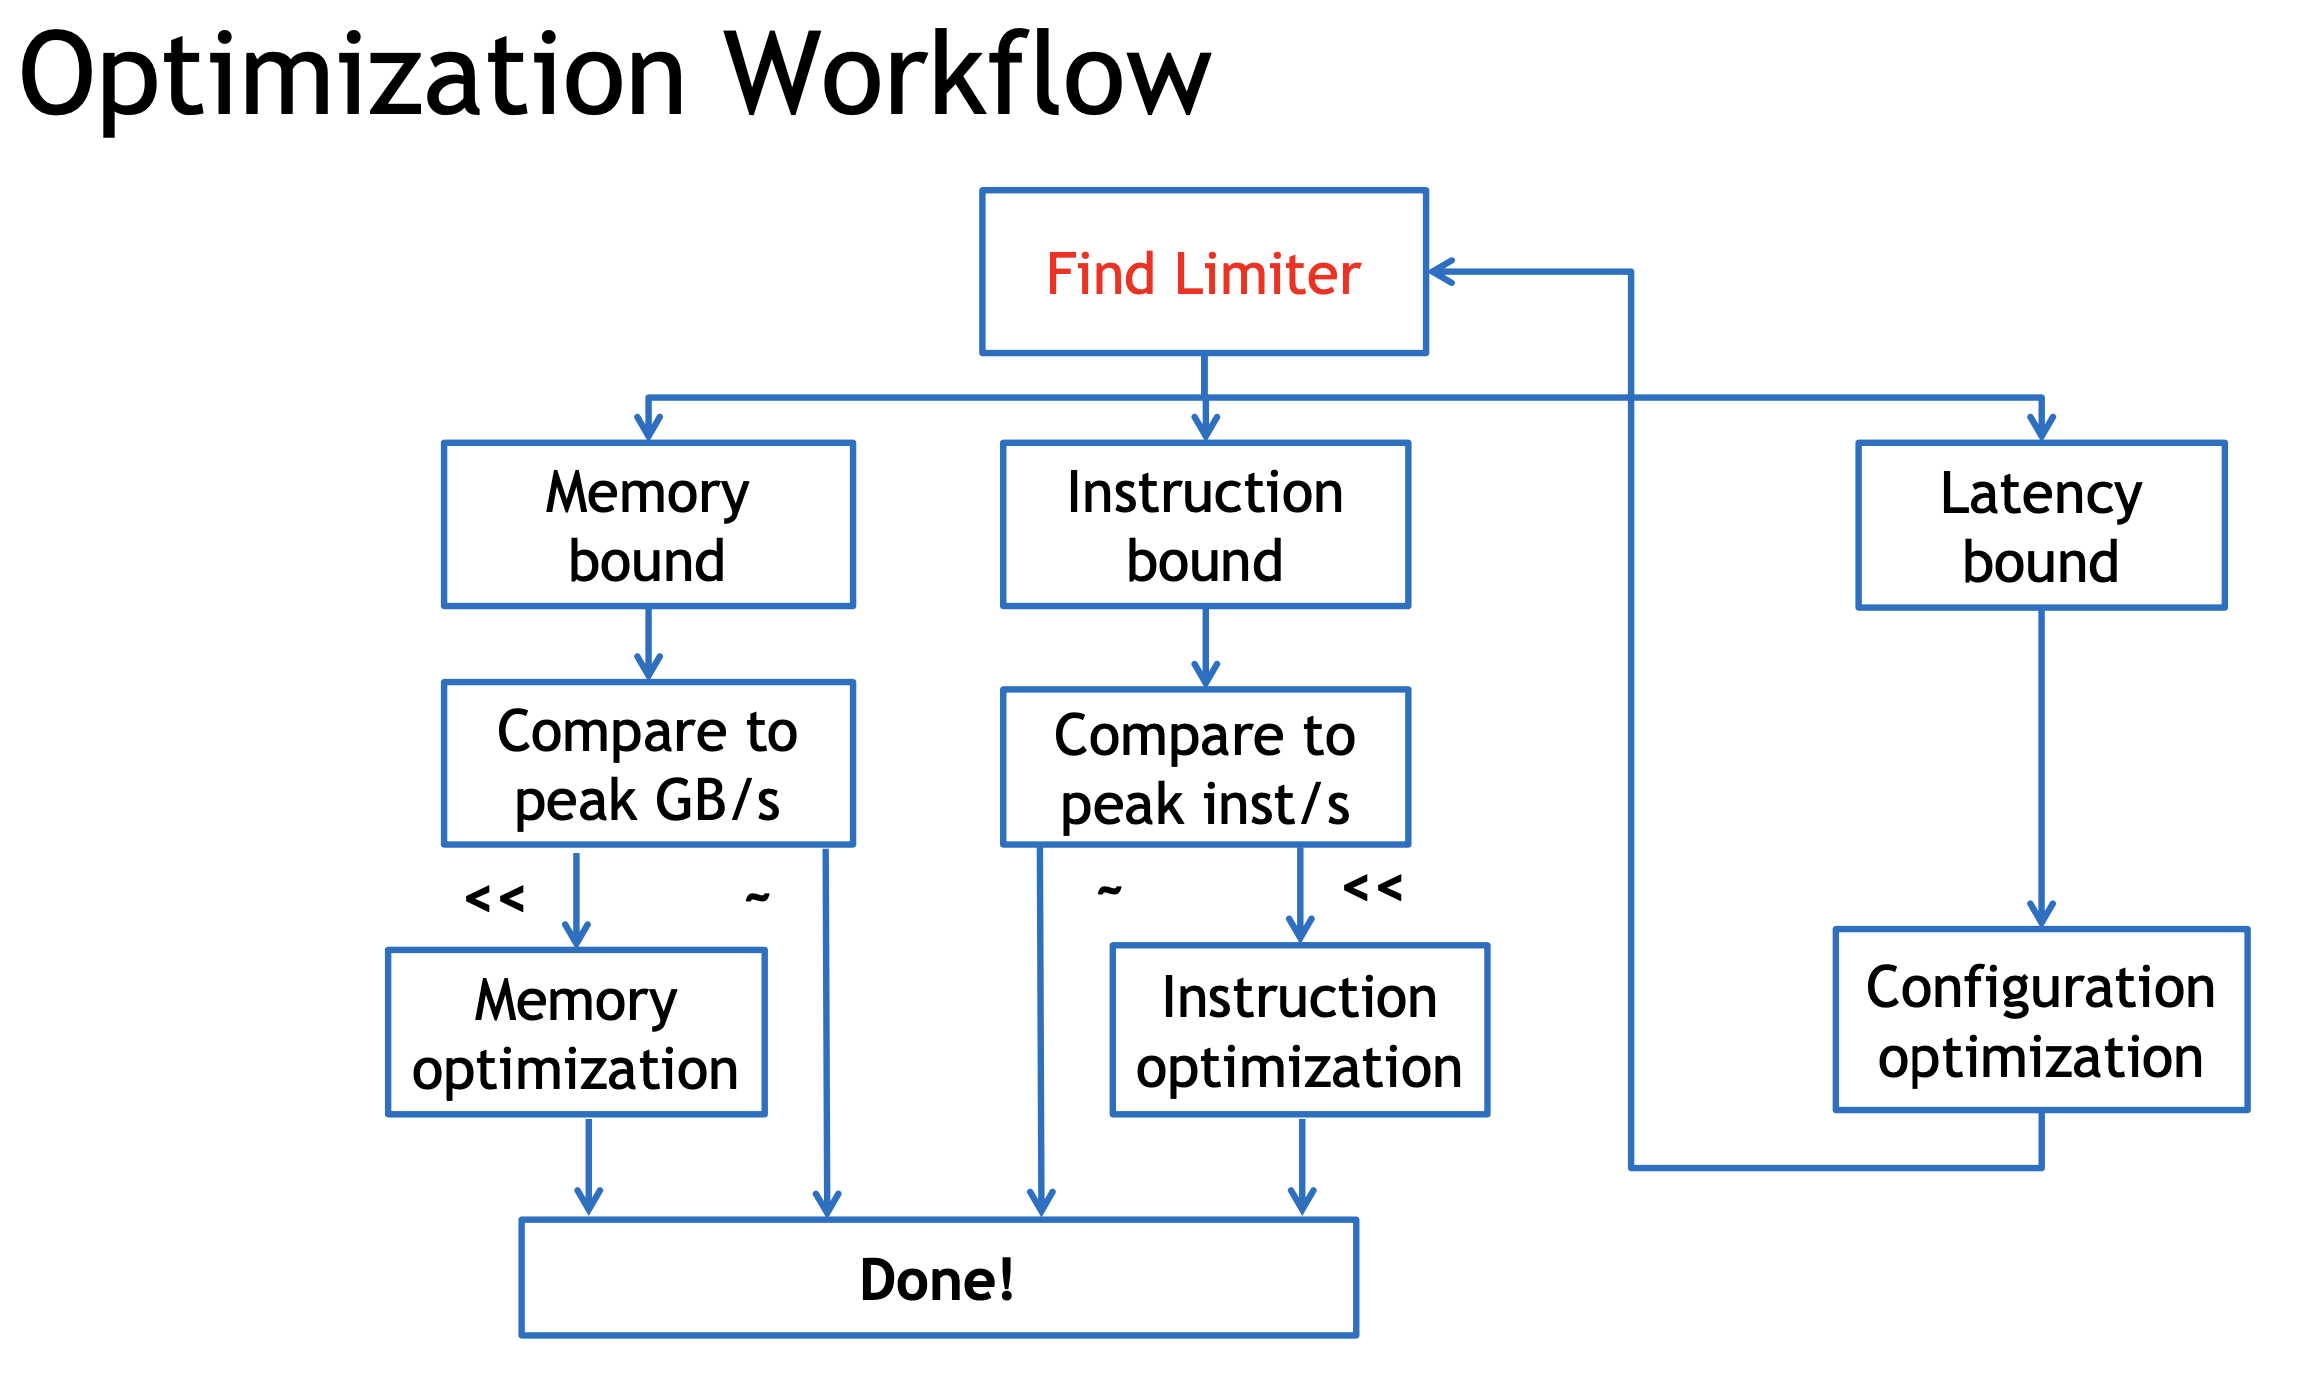 Optimization Workflow
Find Limiter
Memory
bound
Instruction
bound
Latency
bound
Compare to
peak GB/s
Compare to
peak inst/s
<<
~
~
<<
Memory
optimization
Instruction
optimization
Configuration
optimization
Done!